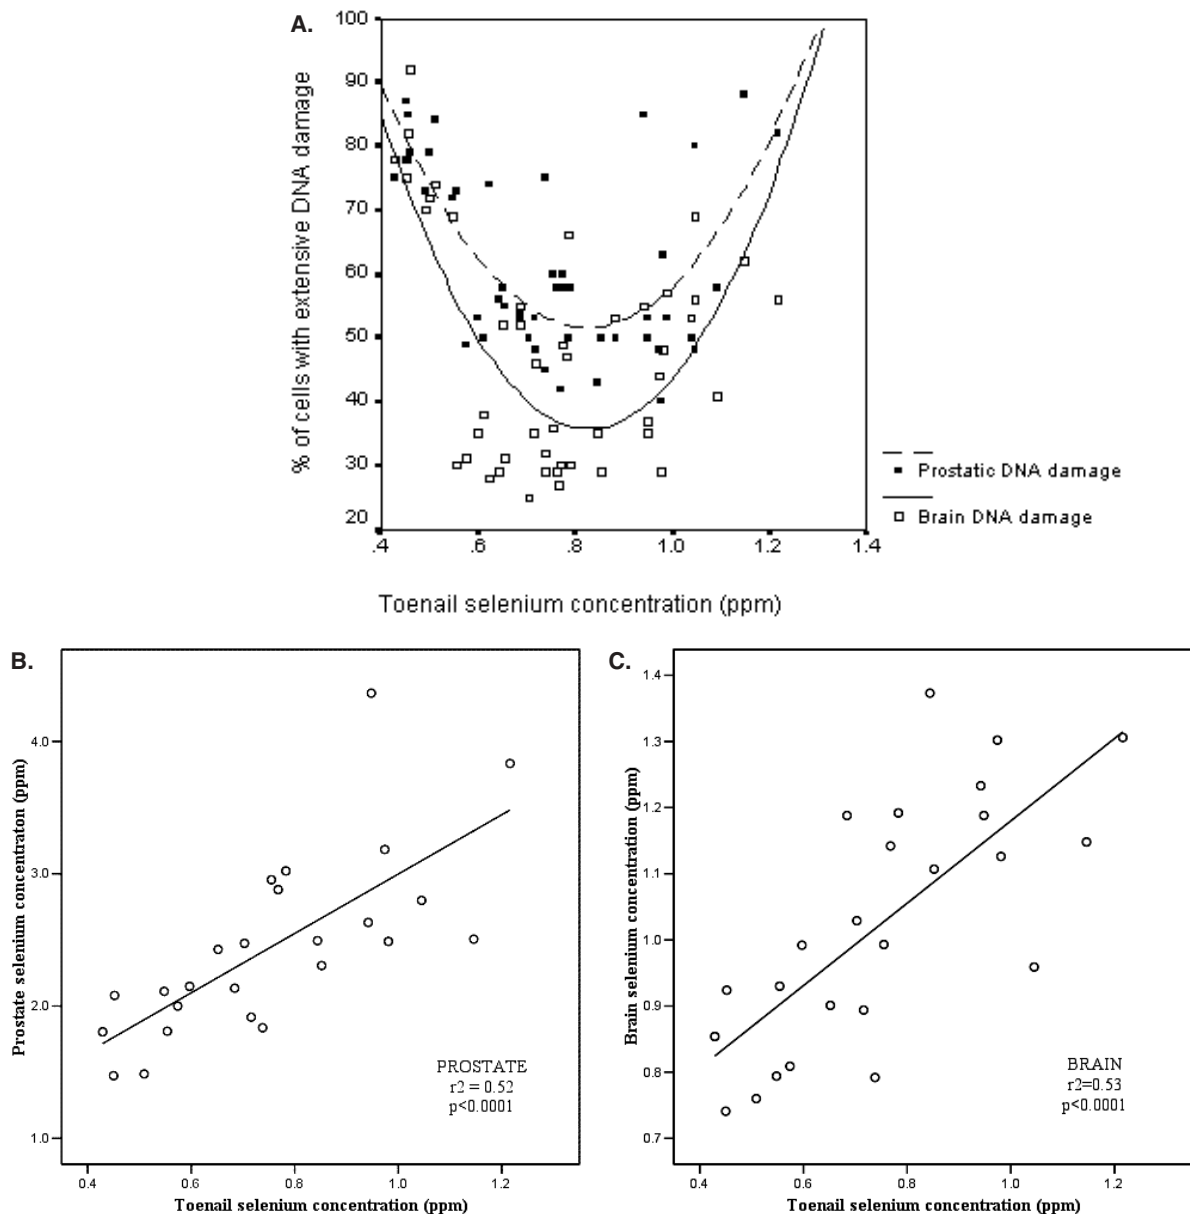 A.
% of cells with extensive DNA damage
100
90
80
70
60
50
40
30
20
.4
.6
.8
1.0
1.2
1.4
Toenail selenium concentration (ppm)
Prostatic DNA damage
Brain DNA damage
B.
Prostate selenium concentraton (ppm)
4.0
3.0
2.0
1.0
PROSTATE
r2 = 0.52
p<0.0001
0.4
0.6
0.8
1.0
1.2
Toenail selenium concentration (ppm)
C.
Brain selenium concentration (ppm)
1.4
1.3
1.2
1.1
1.0
0.9
0.8
0.7
BRAIN
r2=0.53
p<0.0001
0.4
0.6
0.8
1.0
1.2
Toenail selenium concentration (ppm)